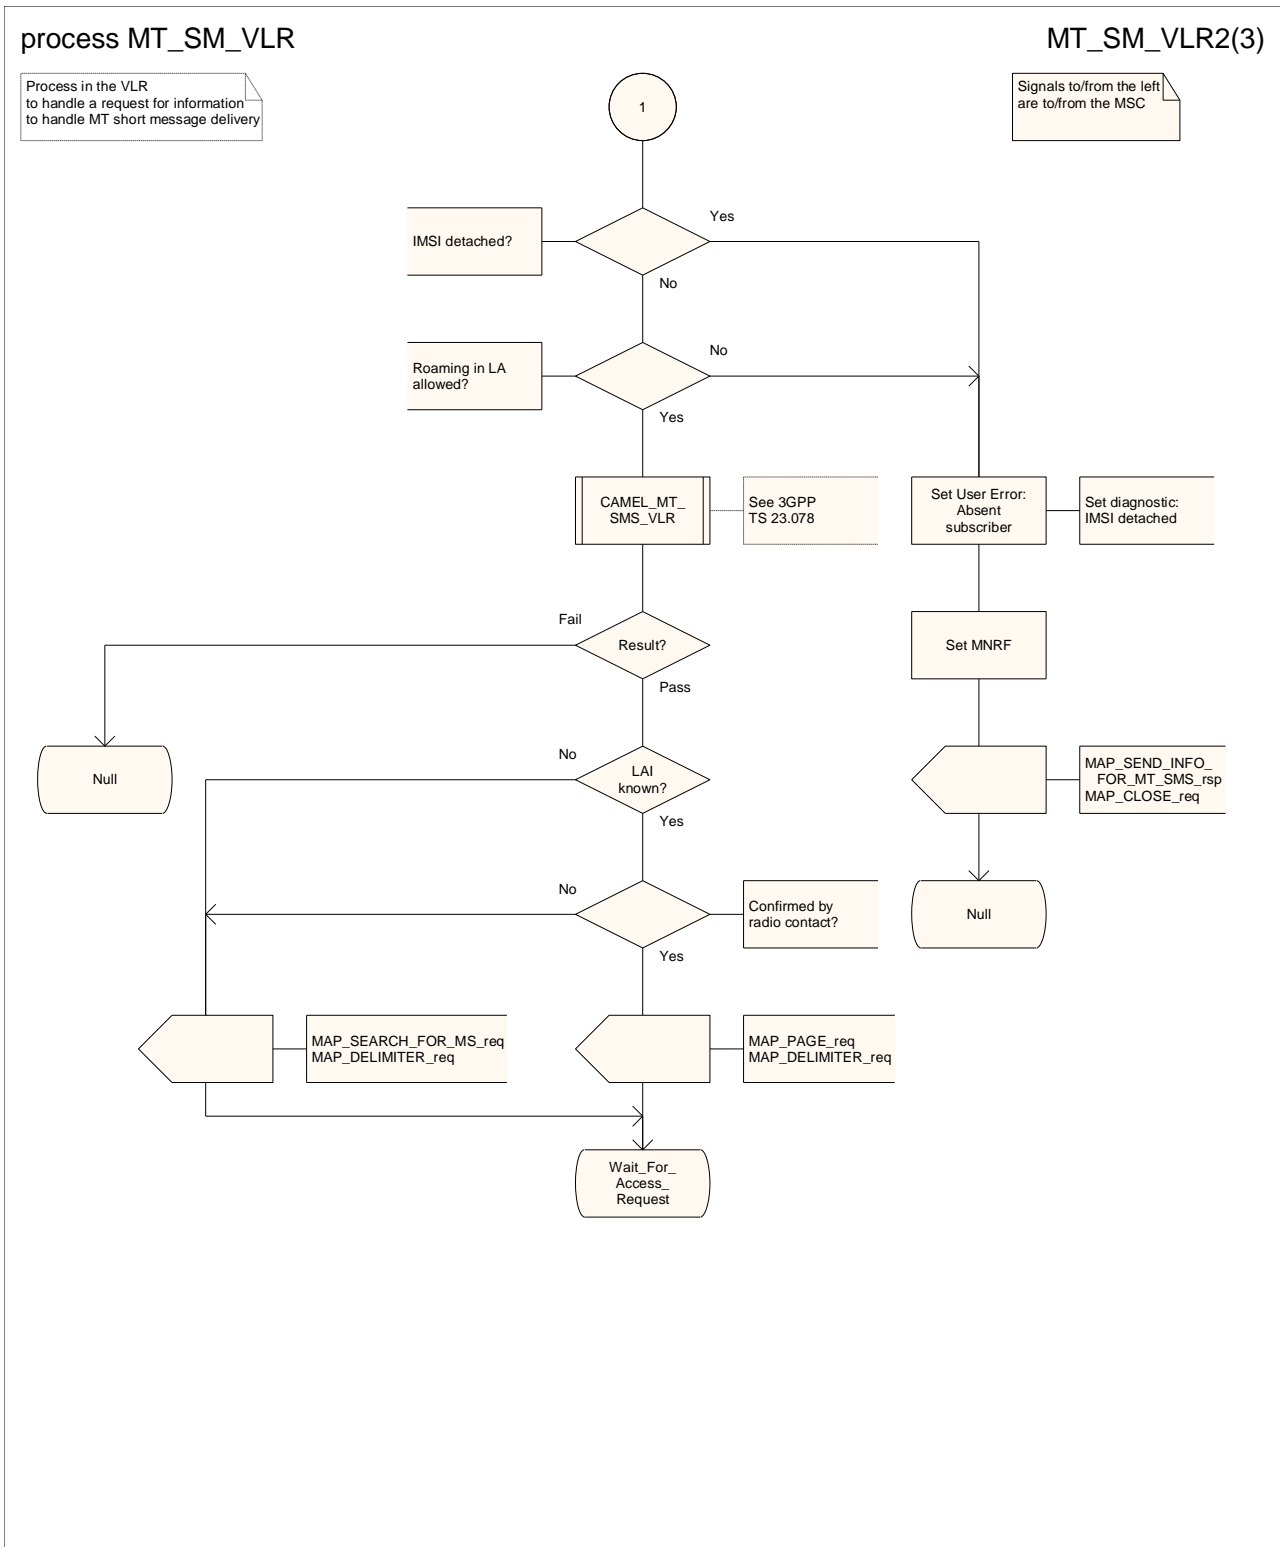 process MT_SM_VLR
MT_SM_VLR2(3)
Process in the VLR
to handle a request for information
to handle MT short message delivery
Signals to/from the left
are to/from the MSC
1
Yes
IMSI detached?
No
No
Roaming in LA
allowed?
Yes
CAMEL_MT_
SMS_VLR
See 3GPP
TS 23.078
Set User Error:
Absent
subscriber
Set diagnostic:
IMSI detached
Fail
Result?
Set MNRF
Pass
No
Null
LAI
known?
MAP_SEND_INFO_
FOR_MT_SMS_rsp
MAP_CLOSE_req
Yes
No
Confirmed by
radio contact?
Null
Yes
MAP_SEARCH_FOR_MS_req
MAP_DELIMITER_req
MAP_PAGE_req
MAP_DELIMITER_req
Wait_For_
Access_
Request